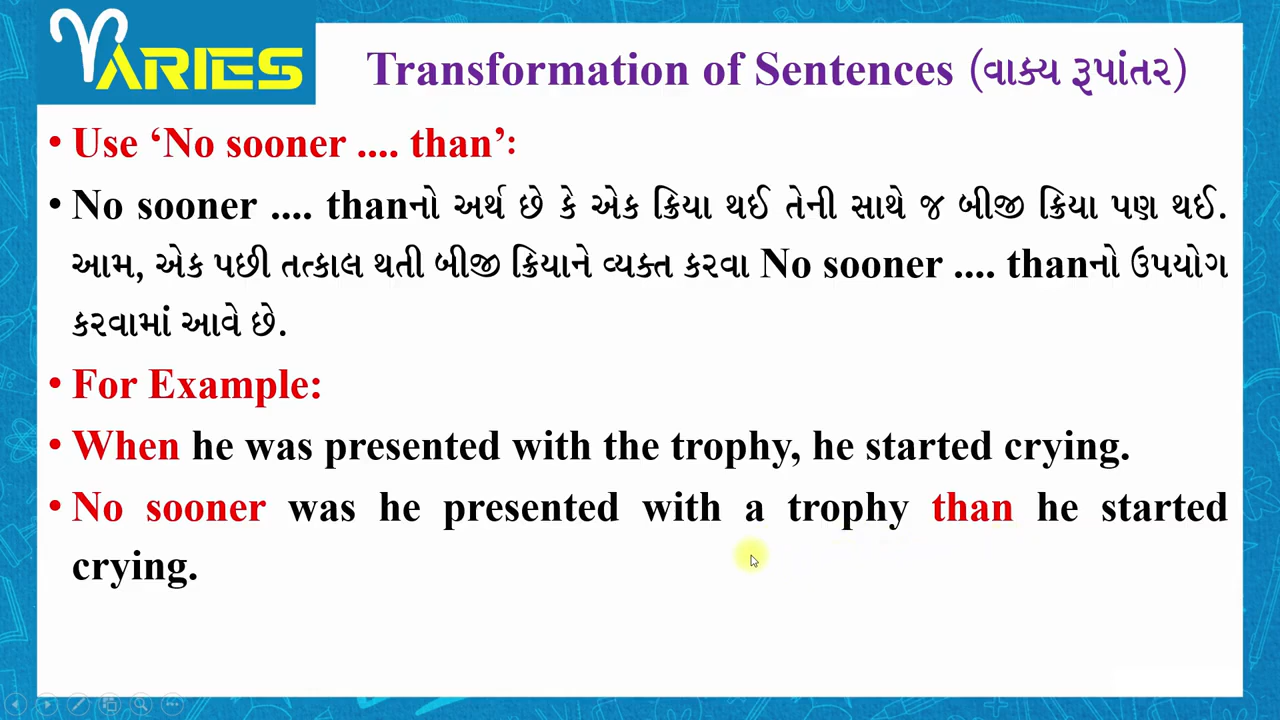 ARIES
Transformation of Sentences (વાક્ય રૂપાંતર)
• Use ‘No sooner .... than’:
• No sooner .... thanનો અર્થ છે કે એક ક્રિયા થઈ તેની સાથે જ બીજી ક્રિયા પણ થઈ.
આમ, એક પછી તત્કાલ થતી બીજી ક્રિયાને વ્યક્ત કરવા No sooner .... thanનો ઉપયોગ
કરવામાં આવે છે.
• For Example:
• When he was presented with the trophy, he started crying.
• No sooner was he presented with a trophy than he started
crying.